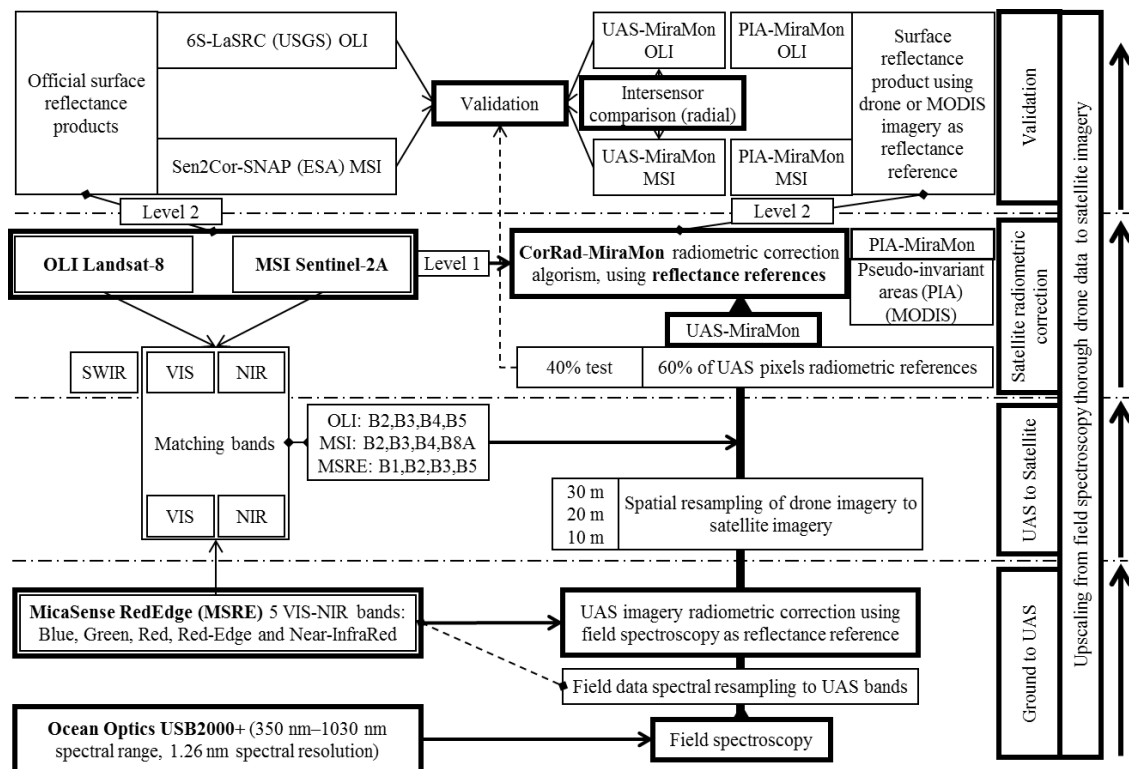 6S-LaSRC (USGS) OLI
Official surface
reflectance
products
Sen2Cor-SNAP (ESA) MSI
Validation
UAS-MiraMon
OLI
PIA-MiraMon
OLI
Intersensor
comparison (radial)
UAS-MiraMon
MSI
PIA-MiraMon
MSI
Surface
reflectance
product using
drone or MODIS
imagery as
reflectance
reference
Validation
Level 2
Level 2
OLI Landsat-8
MSI Sentinel-2A
Level 1
CorRad-MiraMon radiometric correction
algorism, using reflectance references
PIA-MiraMon
Pseudo-invariant
areas (PIA)
(MODIS)
UAS-MiraMon
40% test
60% of UAS pixels radiometric references
Satellite radiometric
correction
SWIR
VIS
NIR
Matching bands
VIS
NIR
OLI: B2,B3,B4,B5
MSI: B2,B3,B4,B8A
MSRE: B1,B2,B3,B5
30 m
20 m
10 m
Spatial resampling of drone imagery to
satellite imagery
UAS to Satellite
MicaSense RedEdge (MSRE) 5 VIS-NIR bands:
Blue, Green, Red, Red-Edge and Near-InfraRed
UAS imagery radiometric correction using
field spectroscopy as reflectance reference
Field data spectral resampling to UAS bands
Ocean Optics USB2000+ (350 nm–1030 nm
spectral range, 1.26 nm spectral resolution)
Field spectroscopy
Ground to UAS
Upscaling from field spectroscopy thorough drone data to satellite imagery